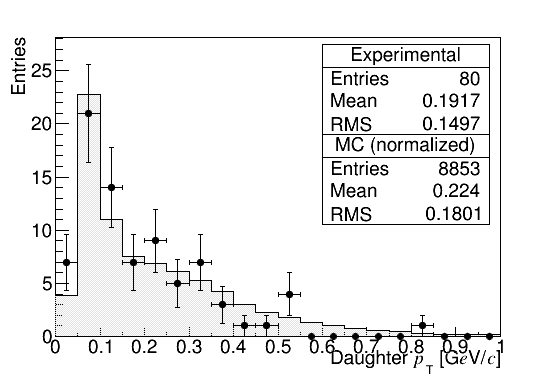 Entries
25
20
15
10
5
0
Experimental
Entries 80
Mean 0.1917
RMS 0.1497
MC (normalized)
Entries 8853
Mean 0.224
RMS 0.1801
0 0.1 0.2 0.3 0.4 0.5 0.6 0.7 0.8 0.9 1
Daughter p_T [GeV/c]